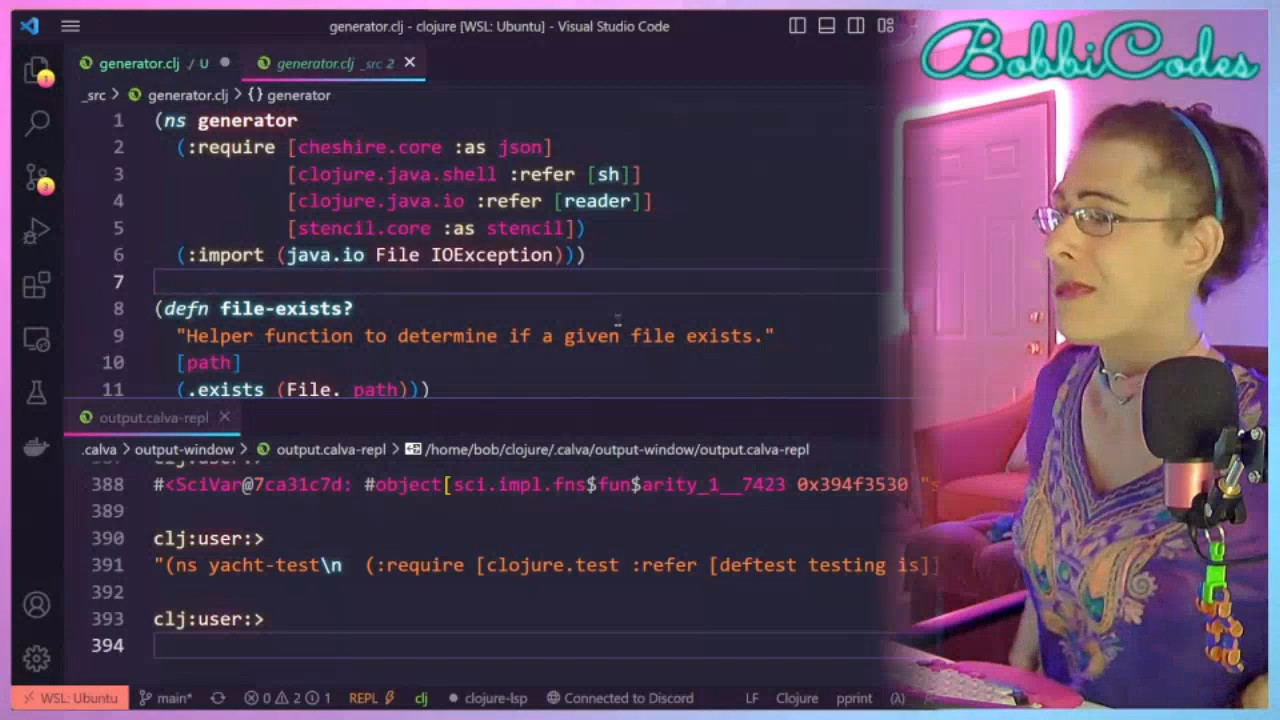 generator.clj - clojure [WSL: Ubuntu] - Visual Studio Code
BobbiCodes
generator.clj / U
generator.clj _src 2
_src > generator.clj > {} generator
1 (ns generator
2 (:require [cheshire.core :as json]
3 [clojure.java.shell :refer [sh]]
4 [clojure.java.io :refer [reader]]
5 [stencil.core :as stencil])
6 (:import (java.io File IOException)))
7
8 (defn file-exists?
9 "Helper function to determine if a given file exists."
10 [path]
11 (.exists (File. path)))
output.calva-repl
.calva > output-window > output.calva-repl > /home/bob/clojure/.calva/output-window/output.calva-repl
clj:user:>
388 #<SciVar@7ca31c7d: #object[sci.impl.fns$fun$arity_1__7423 0x394f3530 "s
389
390 clj:user:>
391 "(ns yacht-test\n  (:require [clojure.test :refer [deftest testing is]]
392
393 clj:user:>
394
1
3
WSL: Ubuntu main* 0 2 1 REPL clj clojure-lsp Connected to Discord LF Clojure pprint (λ)